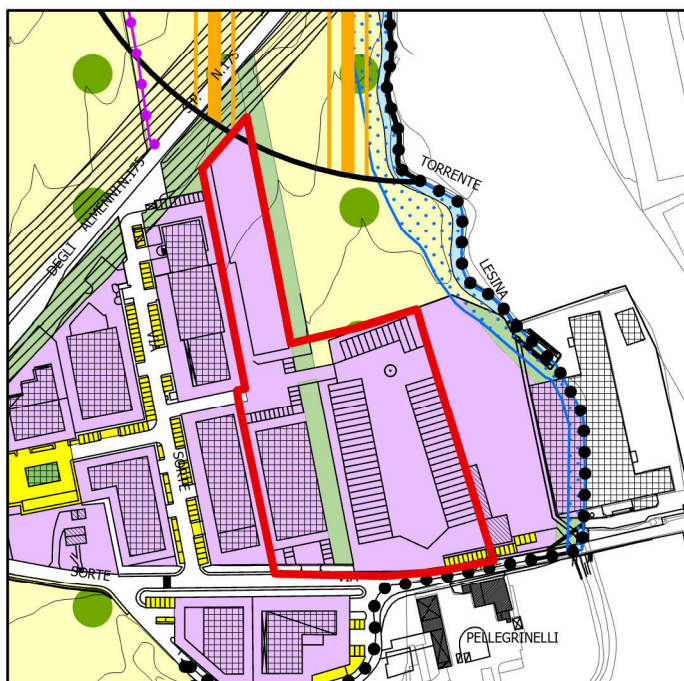 S.P. N.175
DEGLI ALMENNI N.175
TORRENTE
LESINA
VIA
SORTE
SORTE
VIA
PELLEGRINELLI